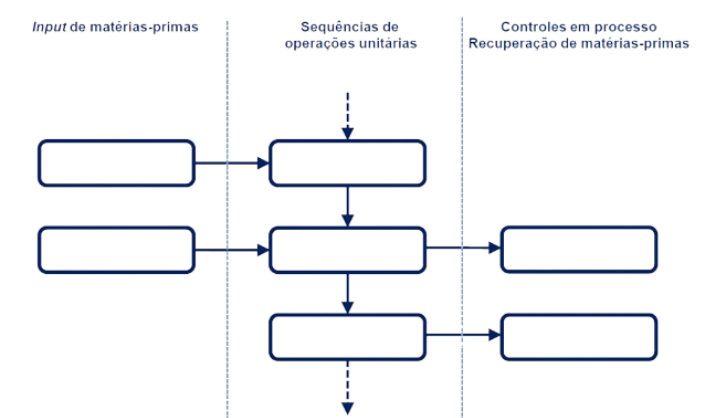 Input de matérias-primas
Sequências de
operações unitárias
Controles em processo
Recuperação de matérias-primas